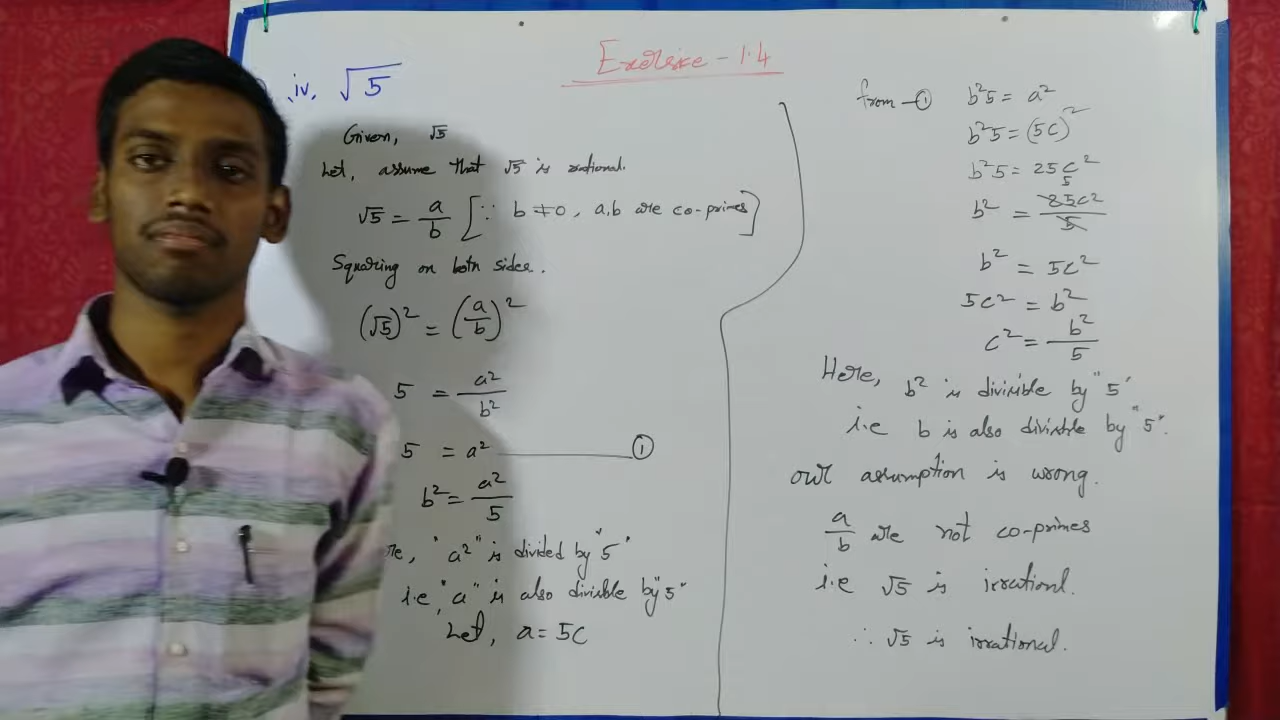 Exercise - 1.4
iv, √5
Given, √5
Let, assume that √5 is rational.
√5 = a/b [∵ b ≠ 0, a,b are co-primes]
Squaring on both sides.
(√5)² = (a/b)²
5 = a²/b²
5 = a² ——— ①
b² = a²/5
re, "a²" is divided by "5"
i.e, "a" is also divisible by "5"
Let, a = 5c
from - ① b²5 = a²
b²5 = (5c)²
b²5 = 25c²
b² = 25c²/5 5
b² = 5c²
5c² = b²
c² = b²/5
Here, b² is divisible by "5"
i.e b is also divisible by "5".
our assumption is wrong.
a/b are not co-primes
i.e √5 is irrationl.
∴ √5 is irrational.